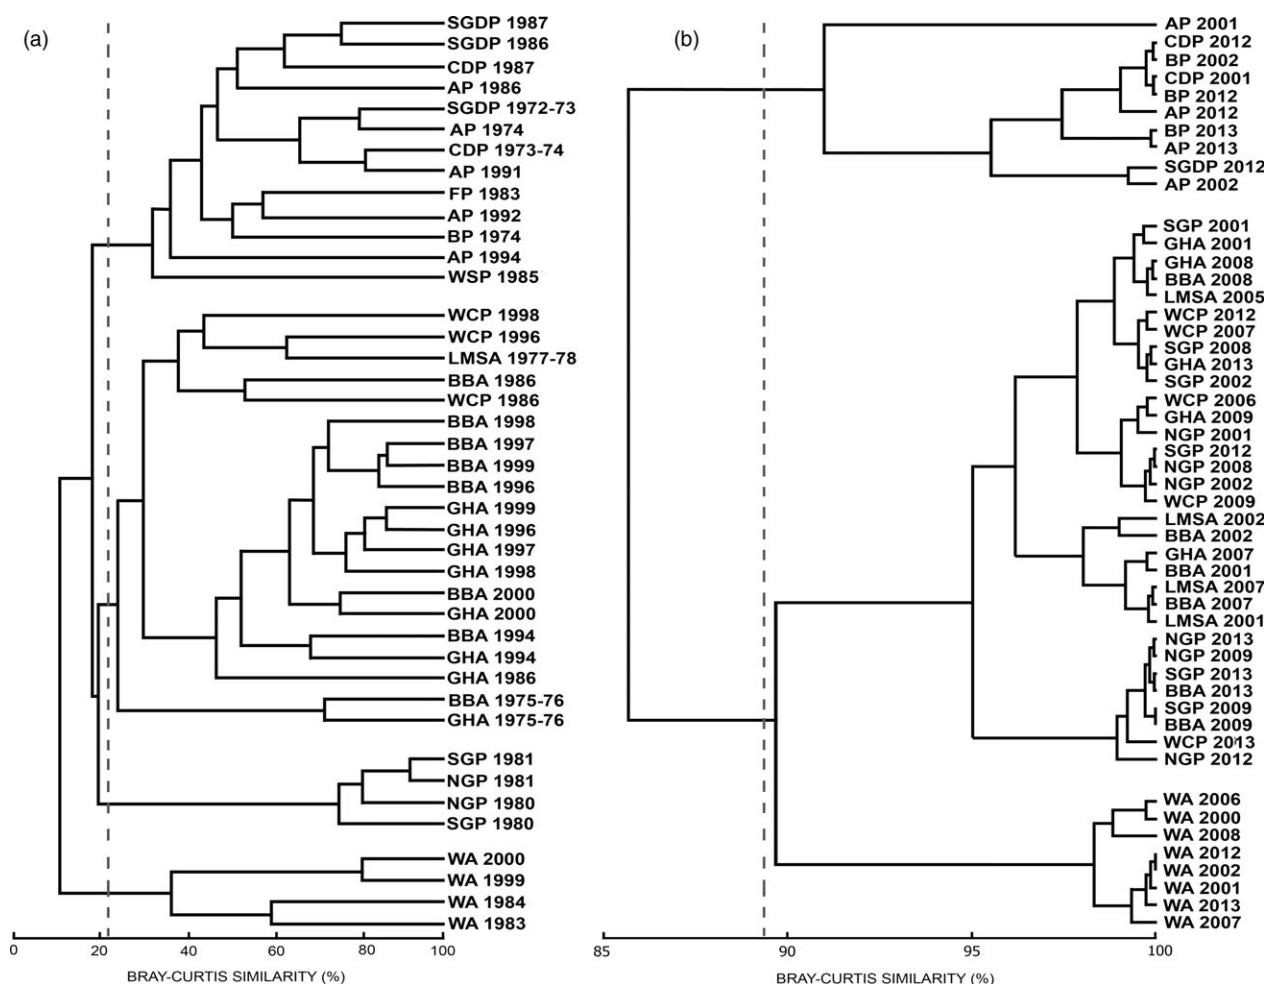 (a)
SGDP 1987
SGDP 1986
CDP 1987
AP 1986
SGDP 1972-73
AP 1974
CDP 1973-74
AP 1991
FP 1983
AP 1992
BP 1974
AP 1994
WSP 1985
WCP 1998
WCP 1996
LMSA 1977-78
BBA 1986
WCP 1986
BBA 1998
BBA 1997
BBA 1999
BBA 1996
GHA 1999
GHA 1996
GHA 1997
GHA 1998
BBA 2000
GHA 2000
BBA 1994
GHA 1994
GHA 1986
BBA 1975-76
GHA 1975-76
SGP 1981
NGP 1981
NGP 1980
SGP 1980
WA 2000
WA 1999
WA 1984
WA 1983
0 20 40 60 80 100
BRAY-CURTIS SIMILARITY (%)
(b)
AP 2001
CDP 2012
BP 2002
CDP 2001
BP 2012
AP 2012
BP 2013
AP 2013
SGDP 2012
AP 2002
SGP 2001
GHA 2001
GHA 2008
BBA 2008
LMSA 2005
WCP 2012
WCP 2007
SGP 2008
GHA 2013
SGP 2002
WCP 2006
GHA 2009
NGP 2001
SGP 2012
NGP 2008
NGP 2002
WCP 2009
LMSA 2002
BBA 2002
GHA 2007
BBA 2001
LMSA 2007
BBA 2007
LMSA 2001
NGP 2013
NGP 2009
SGP 2013
BBA 2013
SGP 2009
BBA 2009
WCP 2013
NGP 2012
WA 2006
WA 2000
WA 2008
WA 2012
WA 2002
WA 2001
WA 2013
WA 2007
85 90 95 100
BRAY-CURTIS SIMILARITY (%)